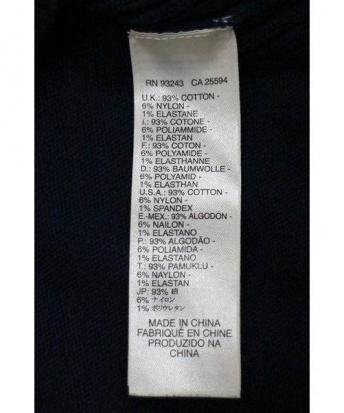 RN 93243 CA 25594
U.K.: 93% COTTON -
6% NYLON -
1% ELASTANE
I.: 93% COTONE -
6% POLIAMMIDE -
1% ELASTAN
F.: 93% COTON -
6% POLYAMIDE -
1% ELASTHANNE
D.: 93% BAUMWOLLE -
6% POLYAMID -
1% ELASTHAN
U.S.A.: 93% COTTON -
6% NYLON -
1% SPANDEX
E.-MEX.: 93% ALGODÓN -
6% NAILON -
1% ELASTANO
P.: 93% ALGODÃO -
6% POLIAMIDA -
1% ELASTANO
T.: 93% PAMUKLU -
6% NAYLON -
1% ELASTAN
JP: 93% 綿
6% ナイロン
1% ポリウレタン
MADE IN CHINA
FABRIQUÉ EN CHINE
PRODUZIDO NA
CHINA